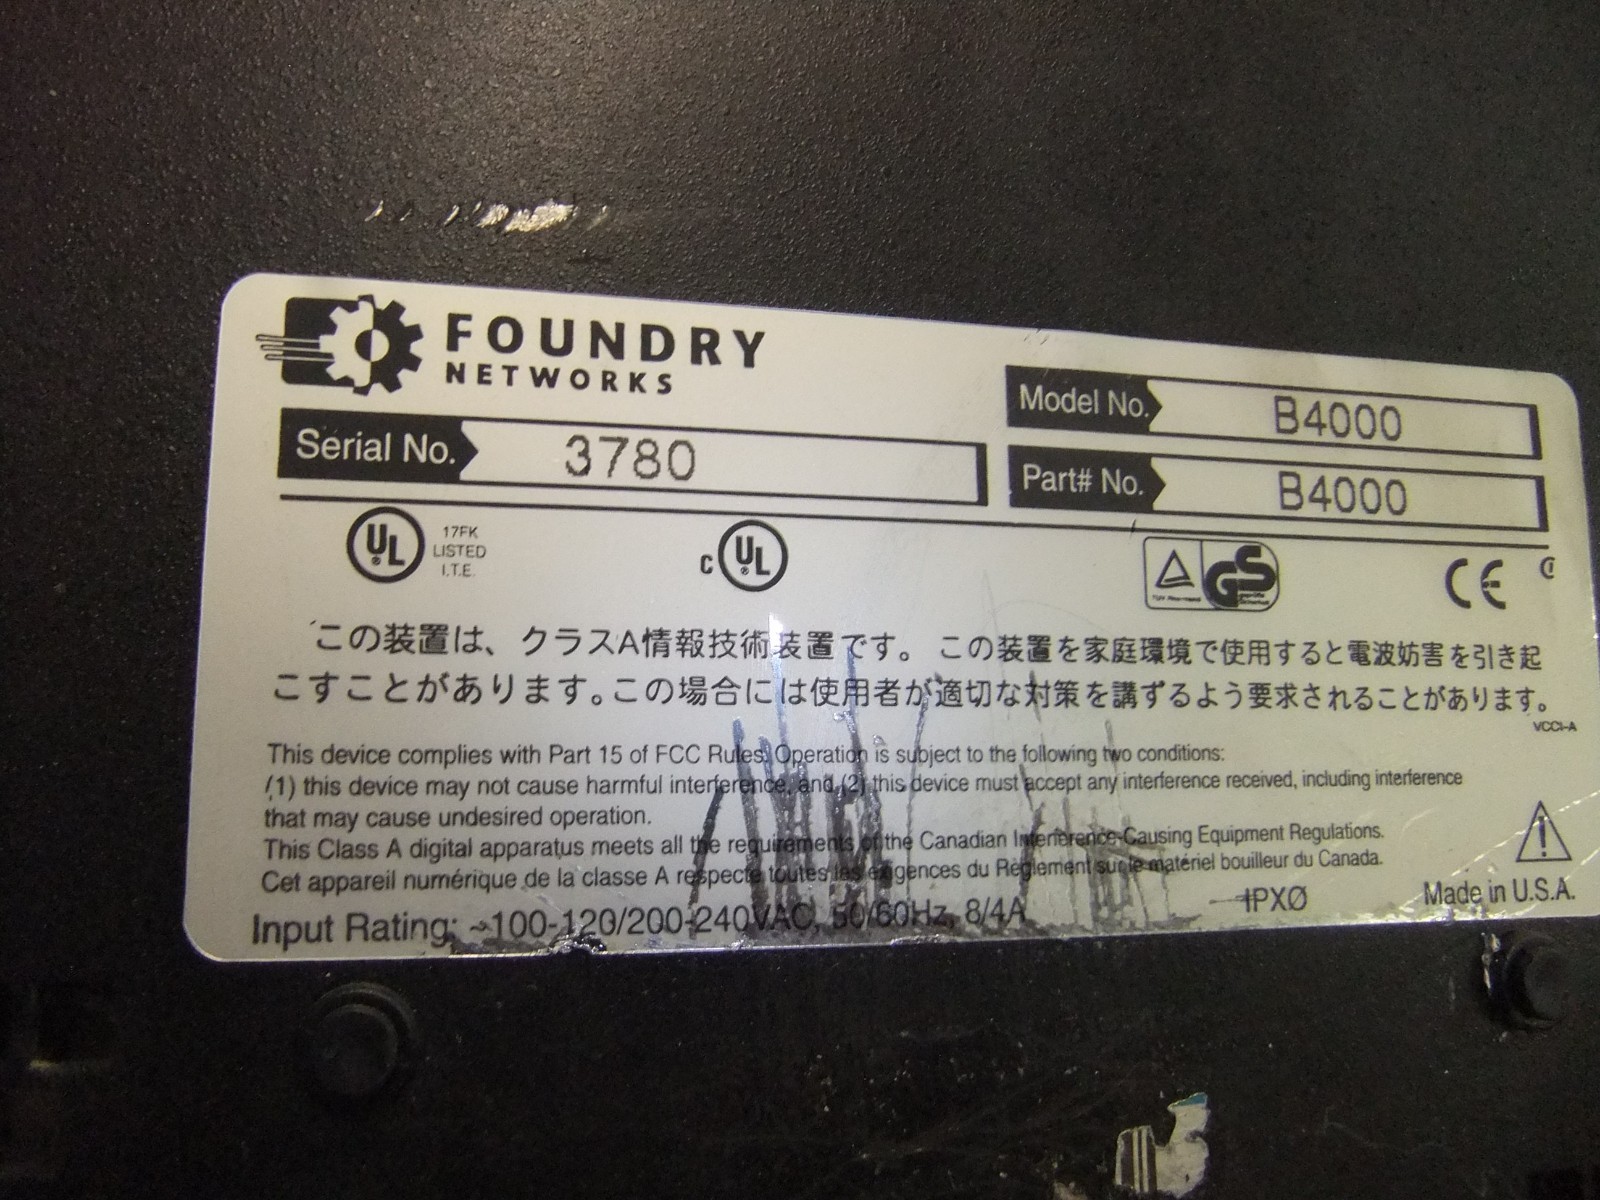 FOUNDRY
NETWORKS
Model No. B4000
Serial No. 3780
Part# No. B4000
UL
17FK
LISTED
I.T.E.
C UL
GS
CE
この装置は、クラスA情報技術装置です。 この装置を家庭環境で使用すると電波妨害を引き起
こすことがあります。この場合には使用者が適切な対策を講ずるよう要求されることがあります。
VCCI-A
This device complies with Part 15 of FCC Rules. Operation is subject to the following two conditions:
(1) this device may not cause harmful interference, and (2) this device must accept any interference received, including interference
that may cause undesired operation.
This Class A digital apparatus meets all the requirements of the Canadian Interference-Causing Equipment Regulations.
Cet appareil numérique de la classe A respecte toutes les exigences du Règlement sur le matériel bouilleur du Canada.
Input Rating: ~100-120/200-240VAC, 50/60Hz, 8/4A
IPXØ
Made in U.S.A.